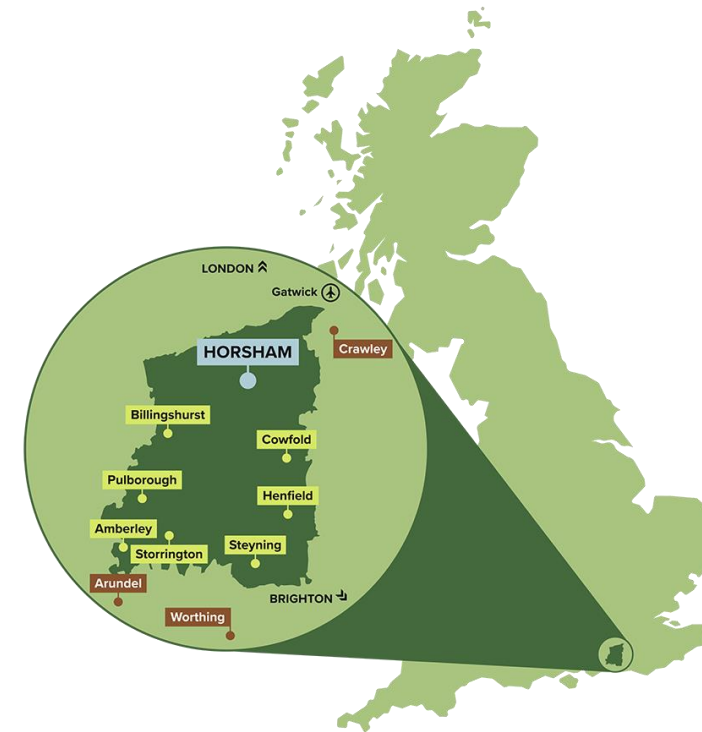 LONDON
Gatwick
Crawley
HORSHAM
Billingshurst
Cowfold
Pulborough
Henfield
Amberley
Storrington
Steyning
Arundel
BRIGHTON
Worthing